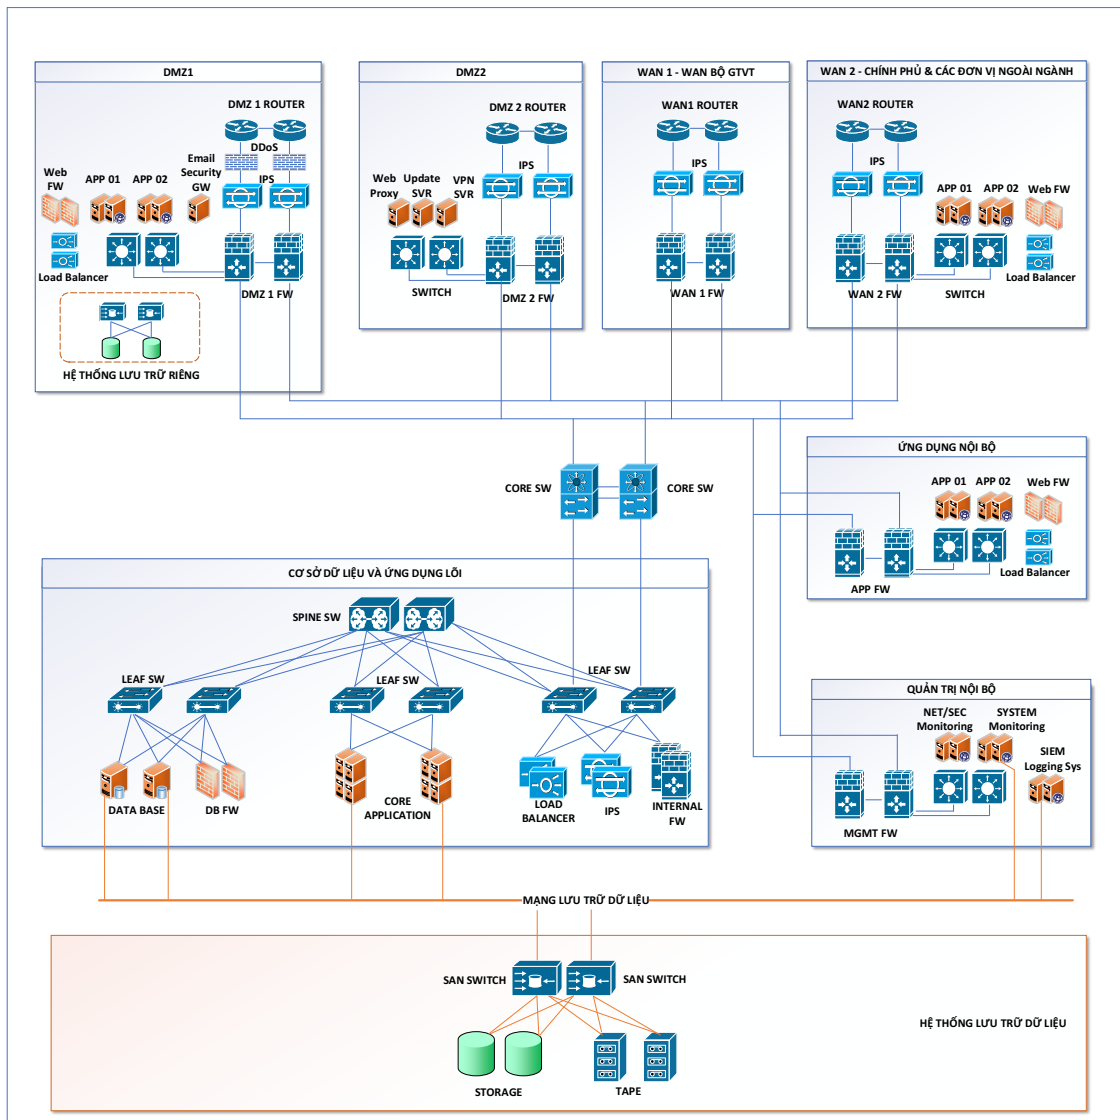 DMZ1
DMZ 1 ROUTER
DDoS
IPS
Email
Security
GW
Web
FW
APP 01
APP 02
Load Balancer
DMZ 1 FW
HỆ THỐNG LƯU TRỮ RIÊNG
DMZ2
DMZ 2 ROUTER
IPS
Web
Proxy
Update
SVR
VPN
SVR
SWITCH
DMZ 2 FW
WAN 1 - WAN BỘ GTVT
WAN1 ROUTER
IPS
WAN 1 FW
WAN 2 - CHÍNH PHỦ & CÁC ĐƠN VỊ NGOÀI NGÀNH
WAN2 ROUTER
IPS
APP 01
APP 02
Web FW
Load Balancer
WAN 2 FW
SWITCH
CORE SW
CORE SW
ỨNG DỤNG NỘI BỘ
APP 01
APP 02
Web FW
Load Balancer
APP FW
CƠ SỞ DỮ LIỆU VÀ ỨNG DỤNG LÕI
SPINE SW
LEAF SW
LEAF SW
LEAF SW
DATA BASE
DB FW
CORE
APPLICATION
LOAD
BALANCER
IPS
INTERNAL
FW
QUẢN TRỊ NỘI BỘ
NET/SEC
Monitoring
SYSTEM
Monitoring
SIEM
Logging Sys
MGMT FW
MẠNG LƯU TRỮ DỮ LIỆU
SAN SWITCH
SAN SWITCH
HỆ THỐNG LƯU TRỮ DỮ LIỆU
STORAGE
TAPE